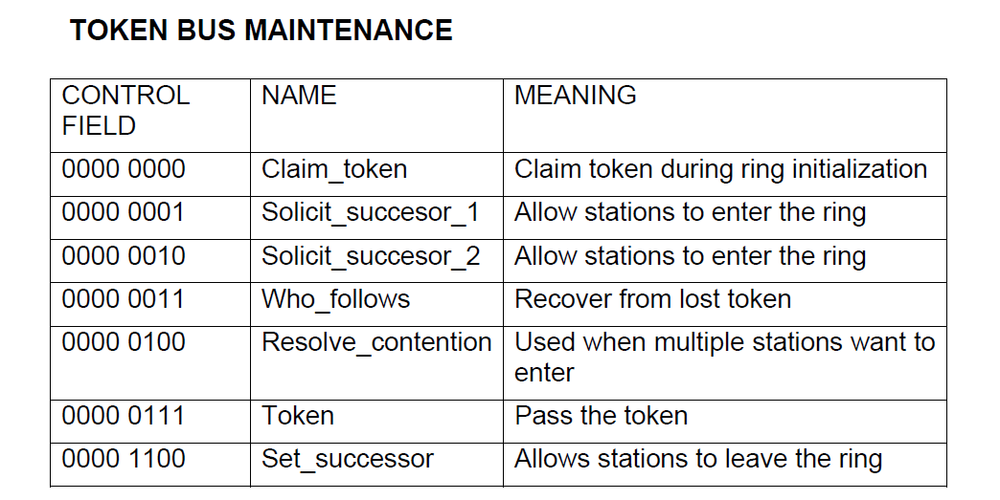 TOKEN BUS MAINTENANCE
CONTROL FIELD NAME MEANING
0000 0000 Claim_token Claim token during ring initialization
0000 0001 Solicit_succesor_1 Allow stations to enter the ring
0000 0010 Solicit_succesor_2 Allow stations to enter the ring
0000 0011 Who_follows Recover from lost token
0000 0100 Resolve_contention Used when multiple stations want to
enter
0000 0111 Token Pass the token
0000 1100 Set_successor Allows stations to leave the ring